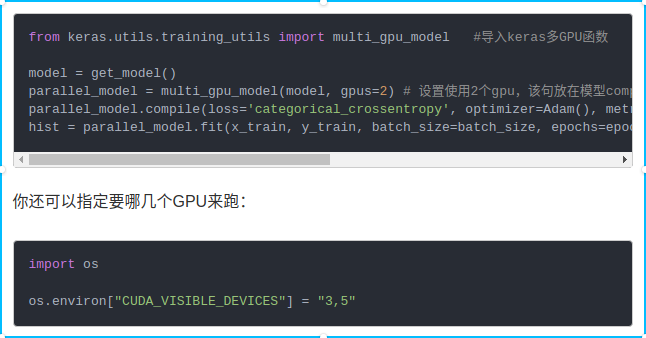 from keras.utils.training_utils import multi_gpu_model   #导入keras多GPU函数
model = get_model()
parallel_model = multi_gpu_model(model, gpus=2) # 设置使用2个gpu，该句放在模型comp
parallel_model.compile(loss='categorical_crossentropy', optimizer=Adam(), metr
hist = parallel_model.fit(x_train, y_train, batch_size=batch_size, epochs=epoc
你还可以指定要哪几个GPU来跑：
import os
os.environ["CUDA_VISIBLE_DEVICES"] = "3,5"